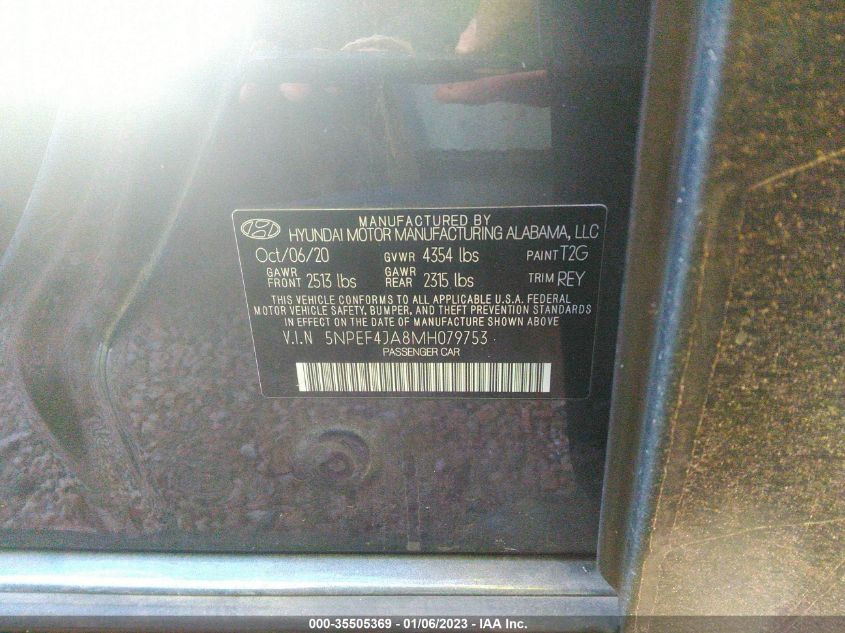 MANUFACTURED BY
HYUNDAI MOTOR MANUFACTURING ALABAMA, LLC
Oct/06/20 GVWR 4354 lbs PAINT T2G
GAWR FRONT 2513 lbs GAWR REAR 2315 lbs TRIM REY
THIS VEHICLE CONFORMS TO ALL APPLICABLE U.S.A. FEDERAL
MOTOR VEHICLE SAFETY, BUMPER, AND THEFT PREVENTION STANDARDS
IN EFFECT ON THE DATE OF MANUFACTURE SHOWN ABOVE
V.I.N 5NPEF4JA8MH079753
PASSENGER CAR
000-35505369 - 01/06/2023 - IAA Inc.